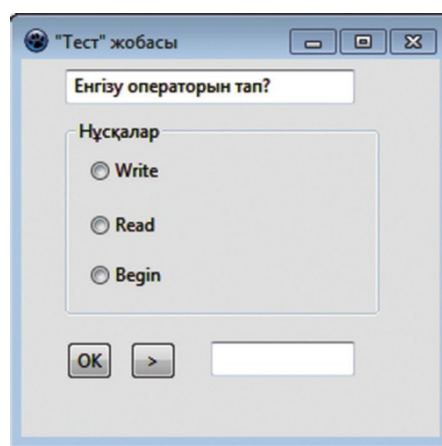 "Тест" жобасы
Енгізу операторын тап?
Нұсқалар
Write
Read
Begin
OK >